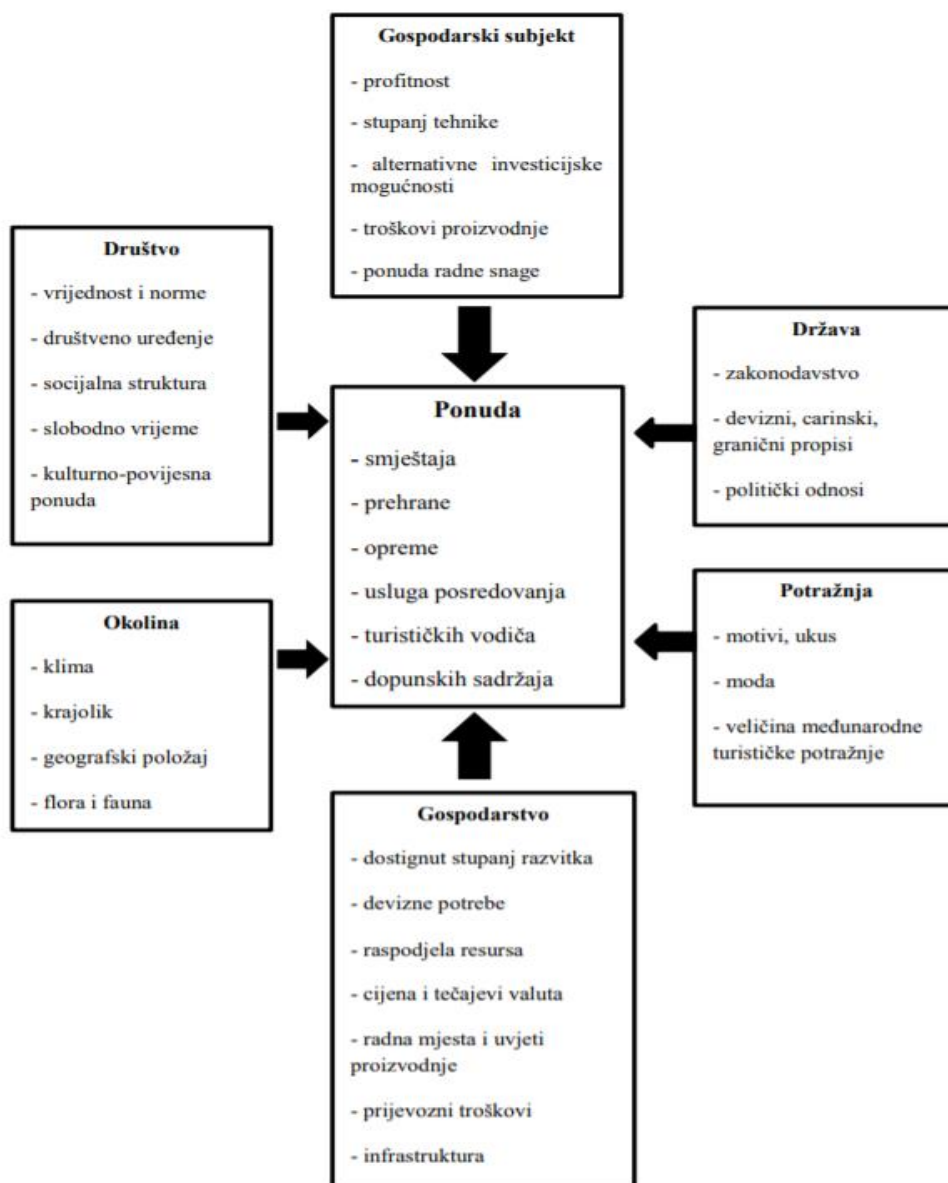 Gospodarski subjekt
- profitnost
- stupanj tehnike
- alternativne investicijske
mogućnosti
- troškovi proizvodnje
- ponuda radne snage
Društvo
- vrijednost i norme
- društveno uređenje
- socijalna struktura
- slobodno vrijeme
- kulturno-povijesna
ponuda
Država
- zakonodavstvo
- devizni, carinski,
granični propisi
- politički odnosi
Ponuda
- smještaja
- prehrane
- opreme
- usluga posredovanja
- turističkih vodiča
- dopunskih sadržaja
Okolina
- klima
- krajolik
- geografski položaj
- flora i fauna
Potražnja
- motivi, ukus
- moda
- veličina međunarodne
turističke potražnje
Gospodarstvo
- dostignut stupanj razvitka
- devizne potrebe
- raspodjela resursa
- cijena i tečajevi valuta
- radna mjesta i uvjeti
proizvodnje
- prijevozni troškovi
- infrastruktura